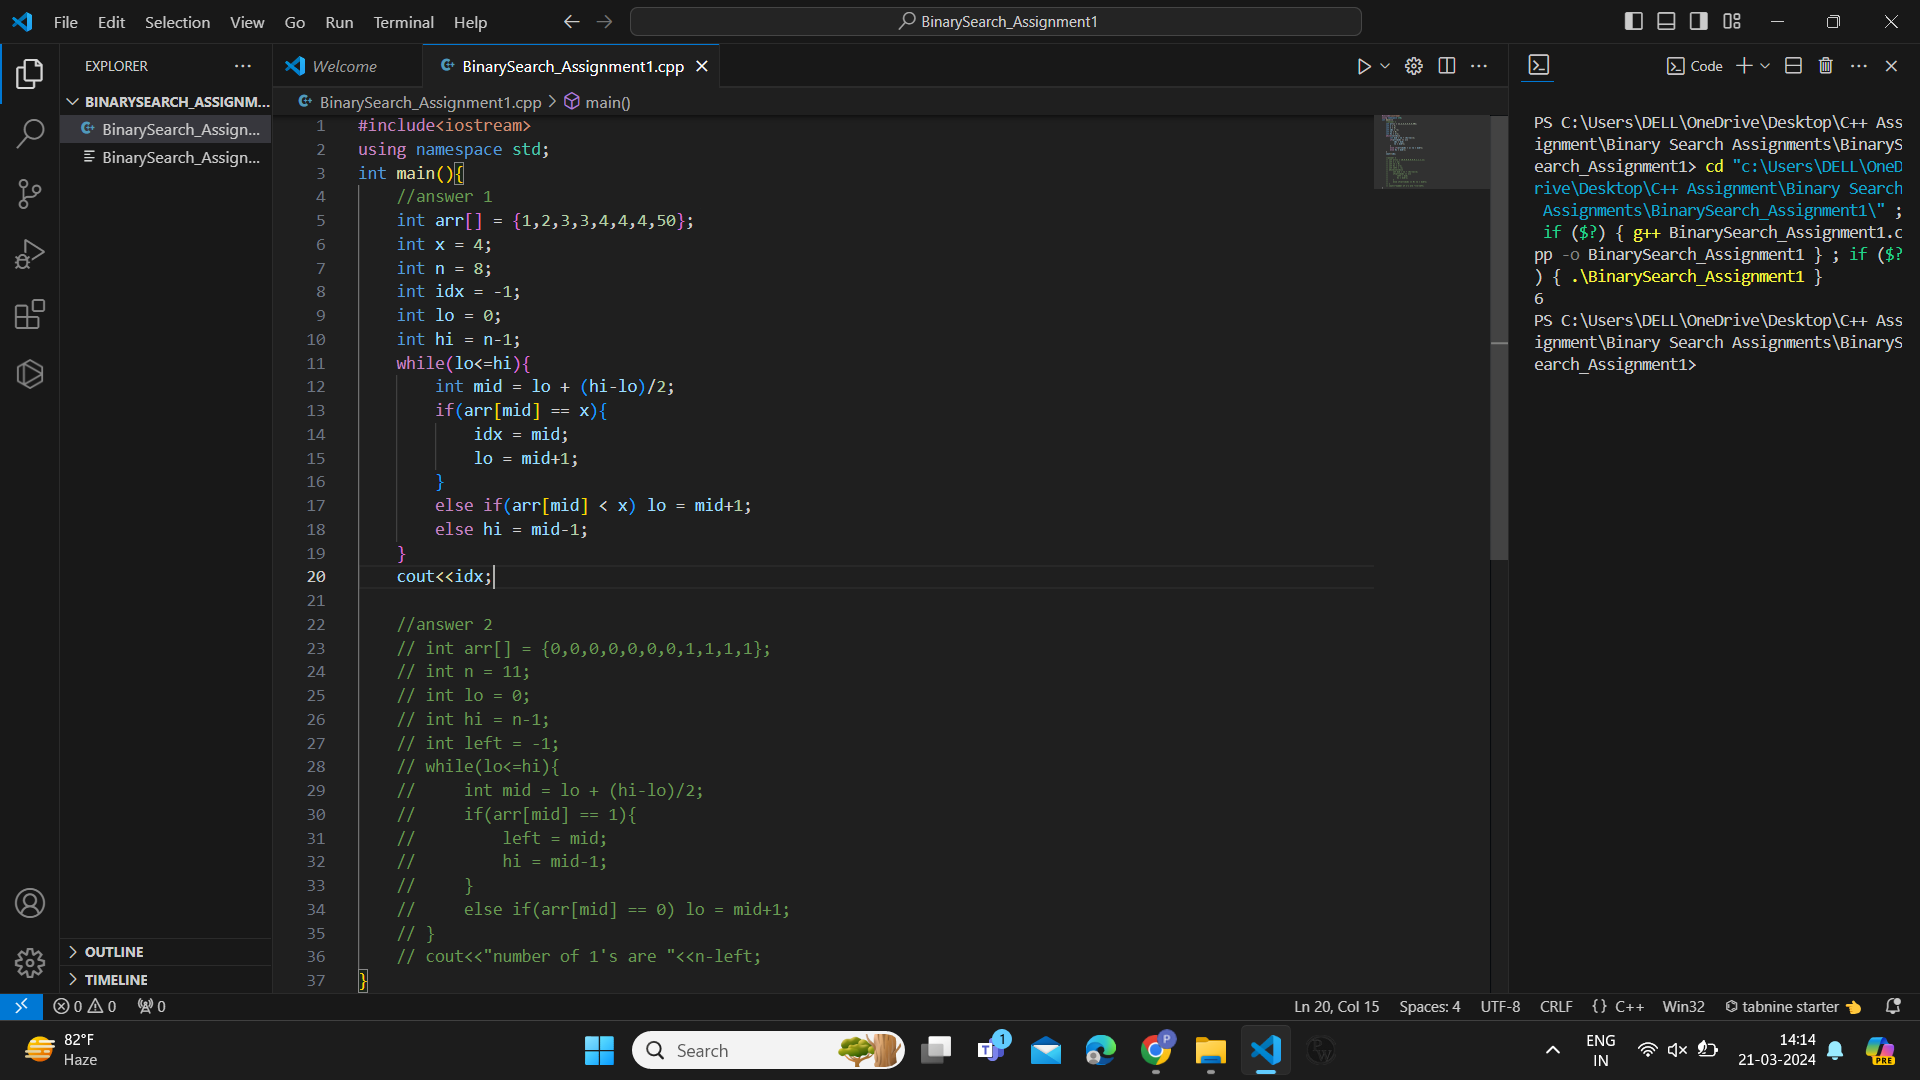 File Edit Selection View Go Run Terminal Help
BinarySearch_Assignment1
EXPLORER
BINARYSEARCH_ASSIGNM...
BinarySearch_Assign...
BinarySearch_Assign...
OUTLINE
TIMELINE
Welcome
BinarySearch_Assignment1.cpp
BinarySearch_Assignment1.cpp > main()
1 #include<iostream>
2 using namespace std;
3 int main(){
4 //answer 1
5 int arr[] = {1,2,3,3,4,4,4,50};
6 int x = 4;
7 int n = 8;
8 int idx = -1;
9 int lo = 0;
10 int hi = n-1;
11 while(lo<=hi){
12 int mid = lo + (hi-lo)/2;
13 if(arr[mid] == x){
14 idx = mid;
15 lo = mid+1;
16 }
17 else if(arr[mid] < x) lo = mid+1;
18 else hi = mid-1;
19 }
20 cout<<idx;
21
22 //answer 2
23 // int arr[] = {0,0,0,0,0,0,0,1,1,1,1};
24 // int n = 11;
25 // int lo = 0;
26 // int hi = n-1;
27 // int left = -1;
28 // while(lo<=hi){
29 // int mid = lo + (hi-lo)/2;
30 // if(arr[mid] == 1){
31 // left = mid;
32 // hi = mid-1;
33 // }
34 // else if(arr[mid] == 0) lo = mid+1;
35 // }
36 // cout<<"number of 1's are "<<n-left;
37 }
Code
PS C:\Users\DELL\OneDrive\Desktop\C++ Ass
ignment\Binary Search Assignments\BinaryS
earch_Assignment1> cd "c:\Users\DELL\OneD
rive\Desktop\C++ Assignment\Binary Search
Assignments\BinarySearch_Assignment1\" ;
if ($?) { g++ BinarySearch_Assignment1.c
pp -o BinarySearch_Assignment1 } ; if ($?
) { .\BinarySearch_Assignment1 }
6
PS C:\Users\DELL\OneDrive\Desktop\C++ Ass
ignment\Binary Search Assignments\BinaryS
earch_Assignment1>
0 0 0 Ln 20, Col 15 Spaces: 4 UTF-8 CRLF {} C++ Win32 tabnine starter
82°F
Haze
Search
1
P
ENG
IN
14:14
21-03-2024
PRE